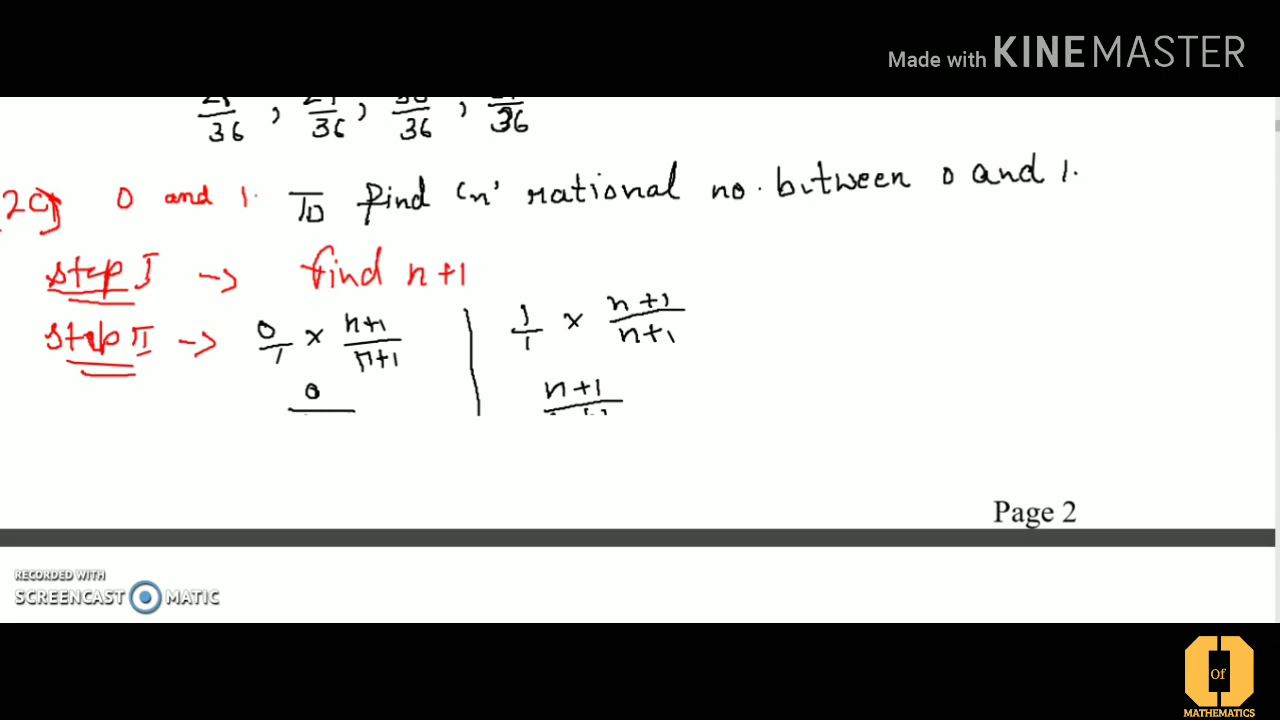 Made with KINEMASTER
36 , 36 , 36 , 36
2c) 0 and 1. To find 'n' rational no. between 0 and 1.
step I → find n+1
step II → 0/1 × n+1/n+1 | 1/1 × n+1/n+1
0 n+1
Page 2
RECORDED WITH
SCREENCAST MATIC
Of
MATHEMATICS